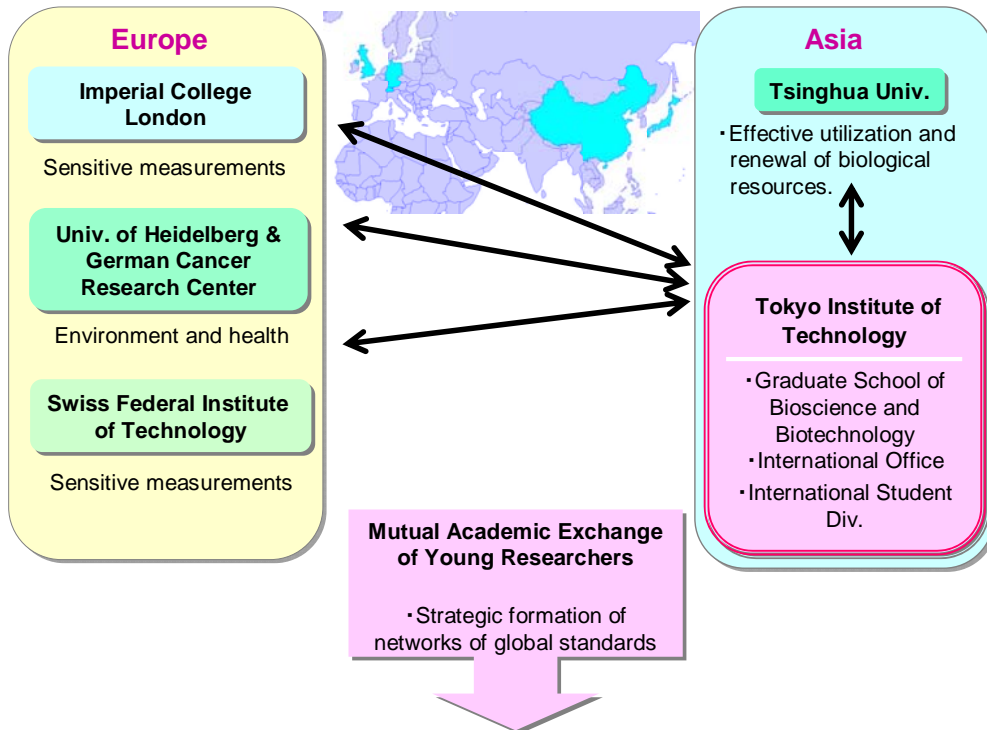 Europe
Imperial College
London
Sensitive measurements
Univ. of Heidelberg &
German Cancer
Research Center
Environment and health
Swiss Federal Institute
of Technology
Sensitive measurements
Asia
Tsinghua Univ.
・Effective utilization and
renewal of biological
resources.
Tokyo Institute of
Technology
・Graduate School of
Bioscience and
Biotechnology
・International Office
・International Student
Div.
Mutual Academic Exchange
of Young Researchers
・Strategic formation of
networks of global standards